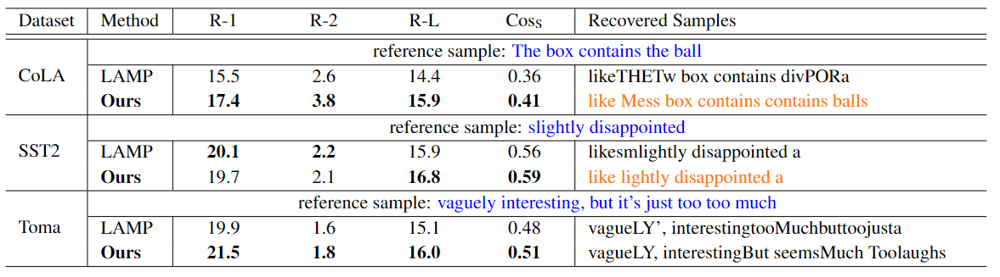 Dataset Method R-1 R-2 R-L CosS Recovered Samples
reference sample: The box contains the ball
CoLA LAMP 15.5 2.6 14.4 0.36 likeTHETw box contains divPORa
Ours 17.4 3.8 15.9 0.41 like Mess box contains contains balls
reference sample: slightly disappointed
SST2 LAMP 20.1 2.2 15.9 0.56 likesmlightly disappointed a
Ours 19.7 2.1 16.8 0.59 like lightly disappointed a
reference sample: vaguely interesting, but it’s just too too much
Toma LAMP 19.9 1.6 15.1 0.48 vagueLY’, interestingtooMuchbuttoojusta
Ours 21.5 1.8 16.0 0.51 vagueLY, interestingBut seemsMuch Toolaughs